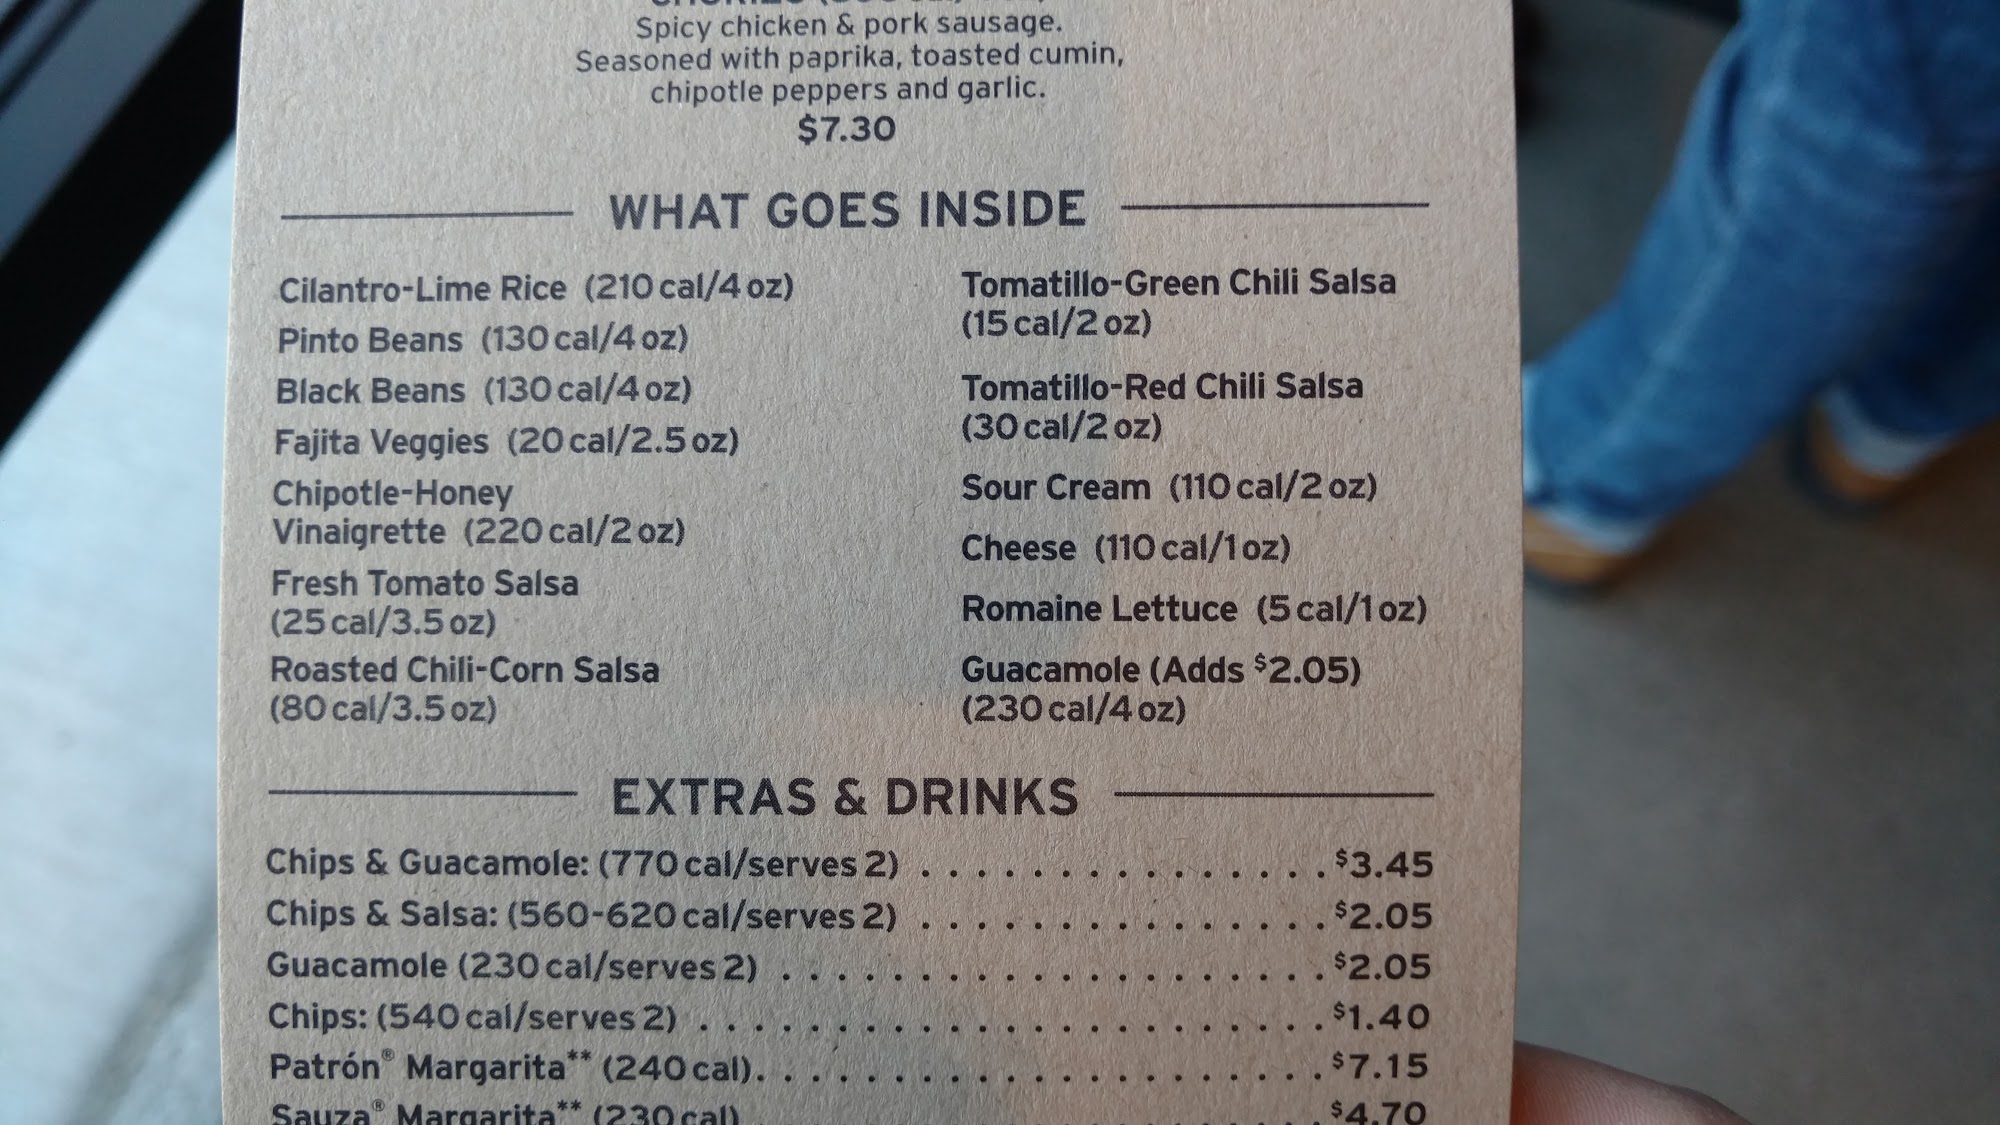 Spicy chicken & pork sausage.
Seasoned with paprika, toasted cumin,
chipotle peppers and garlic.
$7.30
WHAT GOES INSIDE
Cilantro-Lime Rice (210 cal/4 oz)
Pinto Beans (130 cal/4 oz)
Black Beans (130 cal/4 oz)
Fajita Veggies (20 cal/2.5 oz)
Chipotle-Honey
Vinaigrette (220 cal/2 oz)
Fresh Tomato Salsa
(25 cal/3.5 oz)
Roasted Chili-Corn Salsa
(80 cal/3.5 oz)
Tomatillo-Green Chili Salsa
(15 cal/2 oz)
Tomatillo-Red Chili Salsa
(30 cal/2 oz)
Sour Cream (110 cal/2 oz)
Cheese (110 cal/1 oz)
Romaine Lettuce (5 cal/1 oz)
Guacamole (Adds $2.05)
(230 cal/4 oz)
EXTRAS & DRINKS
Chips & Guacamole: (770 cal/serves 2) . . . . . . . . . . . . . . . $3.45
Chips & Salsa: (560-620 cal/serves 2) . . . . . . . . . . . . . . . $2.05
Guacamole (230 cal/serves 2) . . . . . . . . . . . . . . . . . . . . $2.05
Chips: (540 cal/serves 2) . . . . . . . . . . . . . . . . . . . . . . . $1.40
Patrón® Margarita** (240 cal). . . . . . . . . . . . . . . . . . . . . $7.15
Sauza® Margarita** (230 cal) . . . . . . . . . . . . . . . . . . . . . $4.70